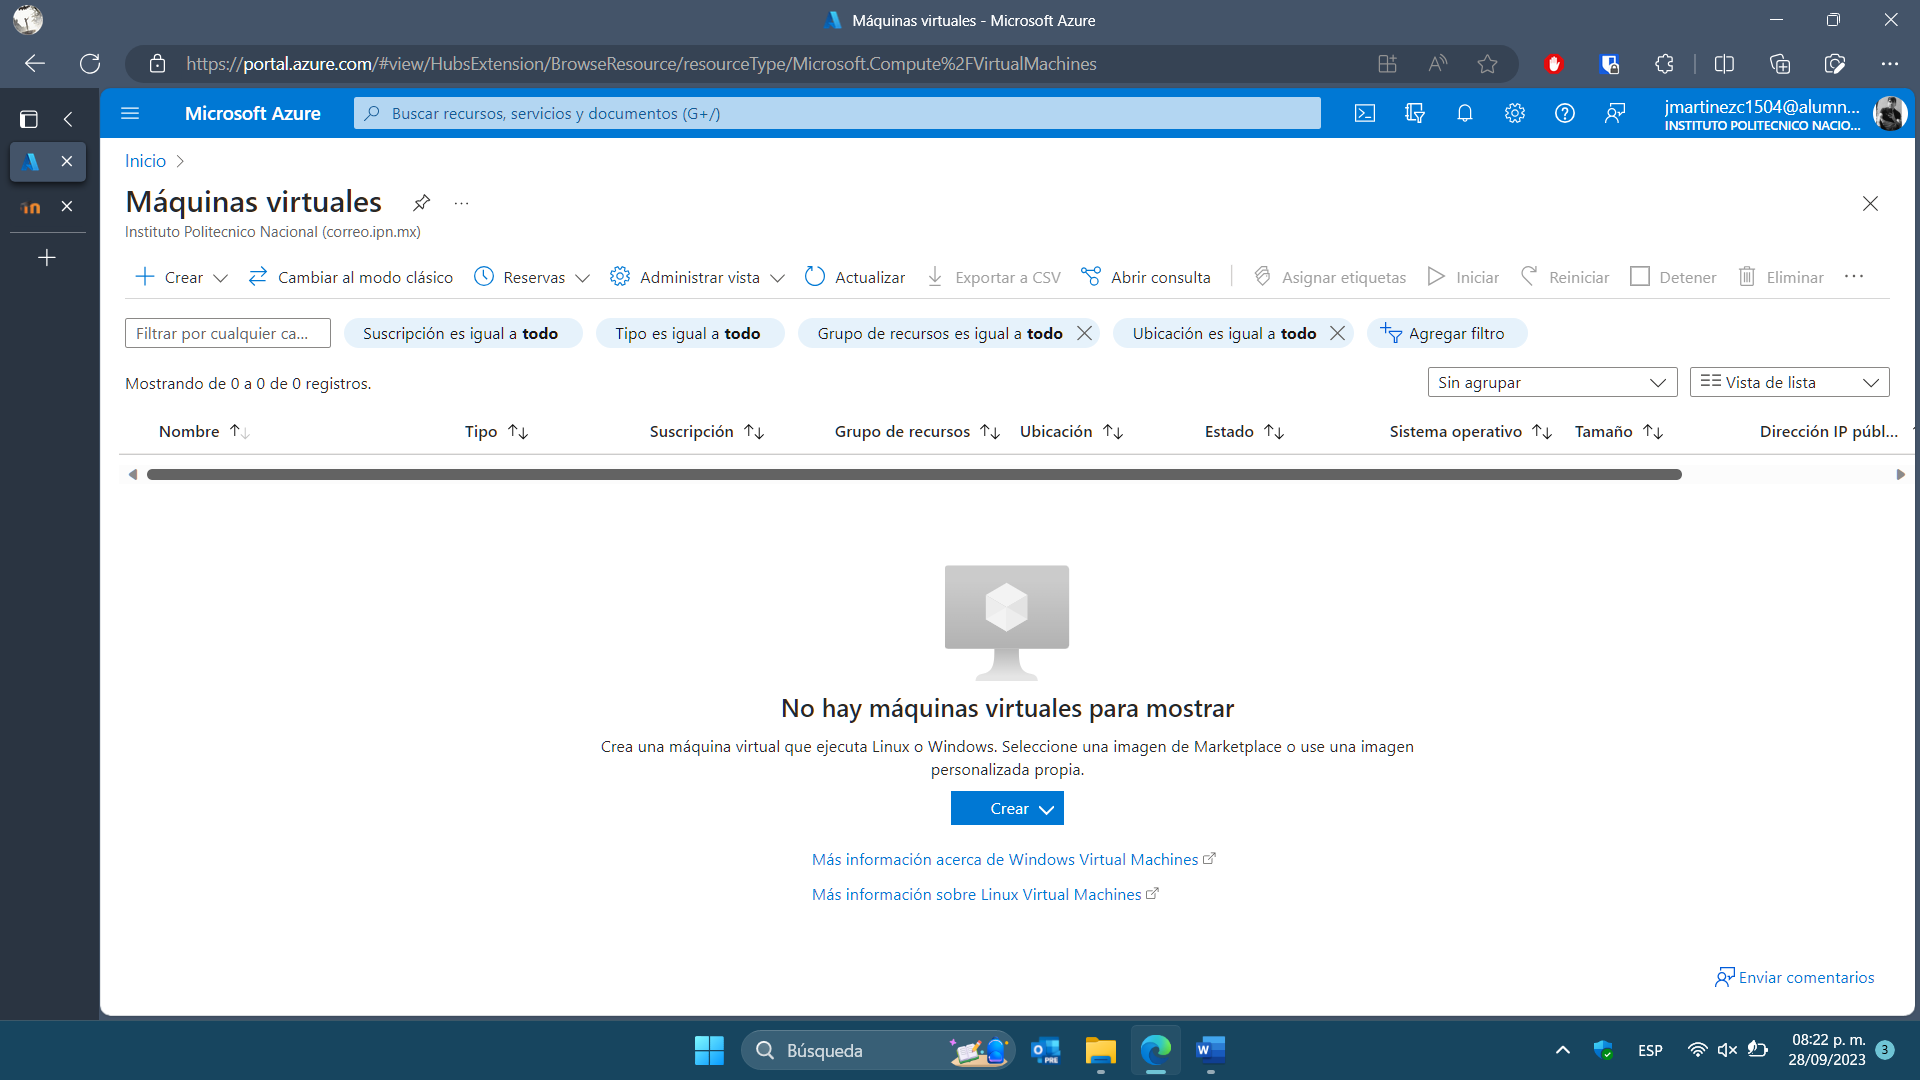 Máquinas virtuales - Microsoft Azure
https://portal.azure.com/#view/HubsExtension/BrowseResource/resourceType/Microsoft.Compute%2FVirtualMachines
Microsoft Azure
Buscar recursos, servicios y documentos (G+/)
jmartinezc1504@alumn...
INSTITUTO POLITECNICO NACIO...
Inicio
Máquinas virtuales
Instituto Politecnico Nacional (correo.ipn.mx)
Crear Cambiar al modo clásico Reservas Administrar vista Actualizar Exportar a CSV Abrir consulta Asignar etiquetas Iniciar Reiniciar Detener Eliminar
Filtrar por cualquier ca... Suscripción es igual a todo Tipo es igual a todo Grupo de recursos es igual a todo Ubicación es igual a todo Agregar filtro
Mostrando de 0 a 0 de 0 registros. Sin agrupar Vista de lista
Nombre Tipo Suscripción Grupo de recursos Ubicación Estado Sistema operativo Tamaño Dirección IP públ...
No hay máquinas virtuales para mostrar
Crea una máquina virtual que ejecuta Linux o Windows. Seleccione una imagen de Marketplace o use una imagen
personalizada propia.
Crear
Más información acerca de Windows Virtual Machines
Más información sobre Linux Virtual Machines
Enviar comentarios
Búsqueda
PRE
ESP
08:22 p. m.
28/09/2023
3